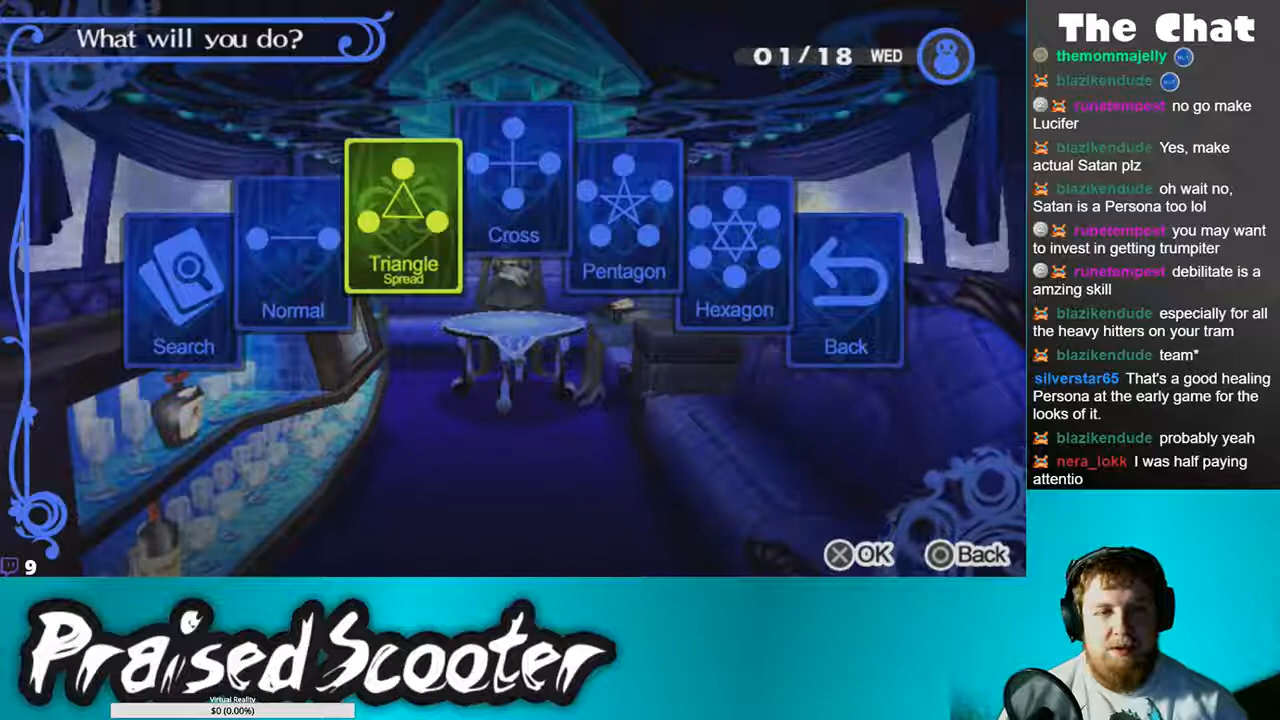 What will you do?
01/18 WED
Search
Normal
Triangle
Spread
Cross
Pentagon
Hexagon
Back
OK
Back
9
Praised Scooter
Virtual Reality
$0 (0.00%)
The Chat
themommajelly
blazikendude
runetempest no go make
Lucifer
blazikendude Yes, make
actual Satan plz
blazikendude oh wait no,
Satan is a Persona too lol
runetempest you may want
to invest in getting trumpiter
runetempest debilitate is a
amzing skill
blazikendude especially for all
the heavy hitters on your tram
blazikendude team*
silverstar65 That's a good healing
Persona at the early game for the
looks of it.
blazikendude probably yeah
nera_lokk I was half paying
attentio